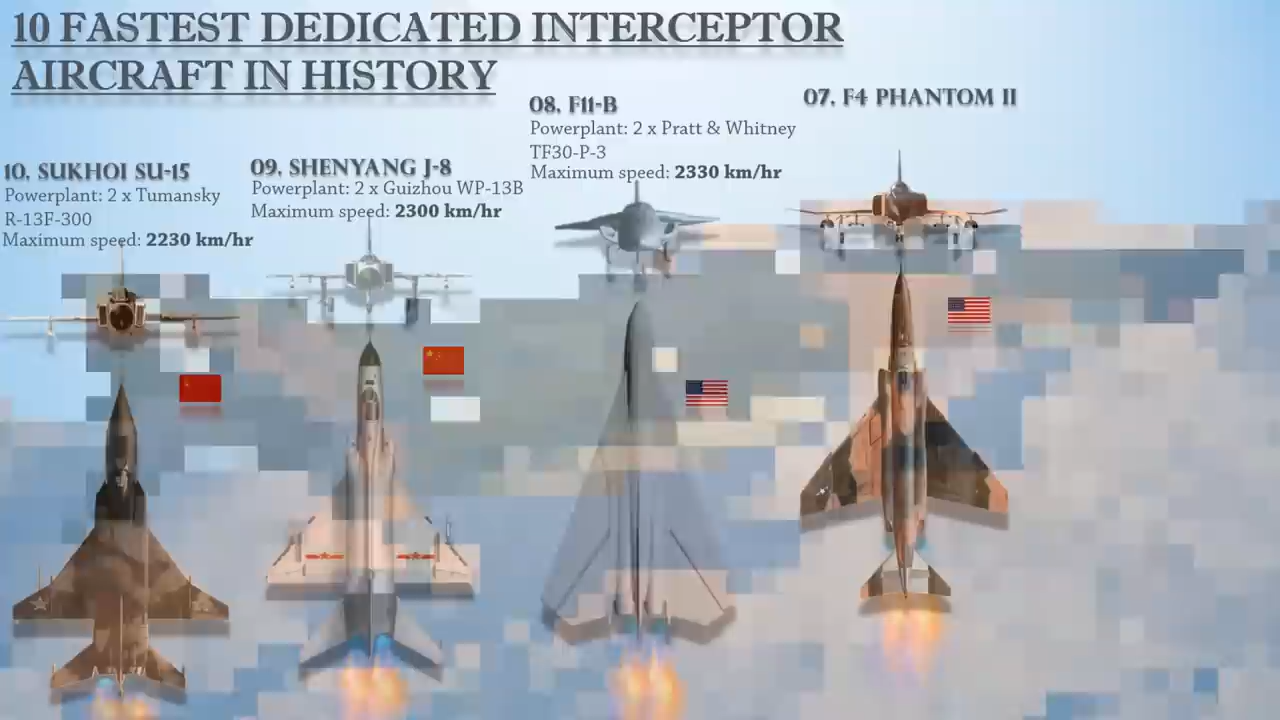 10 FASTEST DEDICATED INTERCEPTOR
AIRCRAFT IN HISTORY
10. SUKHOI SU-15
Powerplant: 2 x Tumansky
R-13F-300
Maximum speed: 2230 km/hr
09. SHENYANG J-8
Powerplant: 2 x Guizhou WP-13B
Maximum speed: 2300 km/hr
08. F11-B
Powerplant: 2 x Pratt & Whitney
TF30-P-3
Maximum speed: 2330 km/hr
07. F4 PHANTOM II